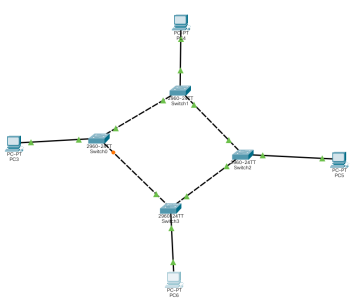 PC-PT
PC4
2960-24TT
Switch1
2960-24TT
Switch0
PC-PT
PC3
2960-24TT
Switch2
PC-PT
PC5
2960-24TT
Switch3
PC-PT
PC6